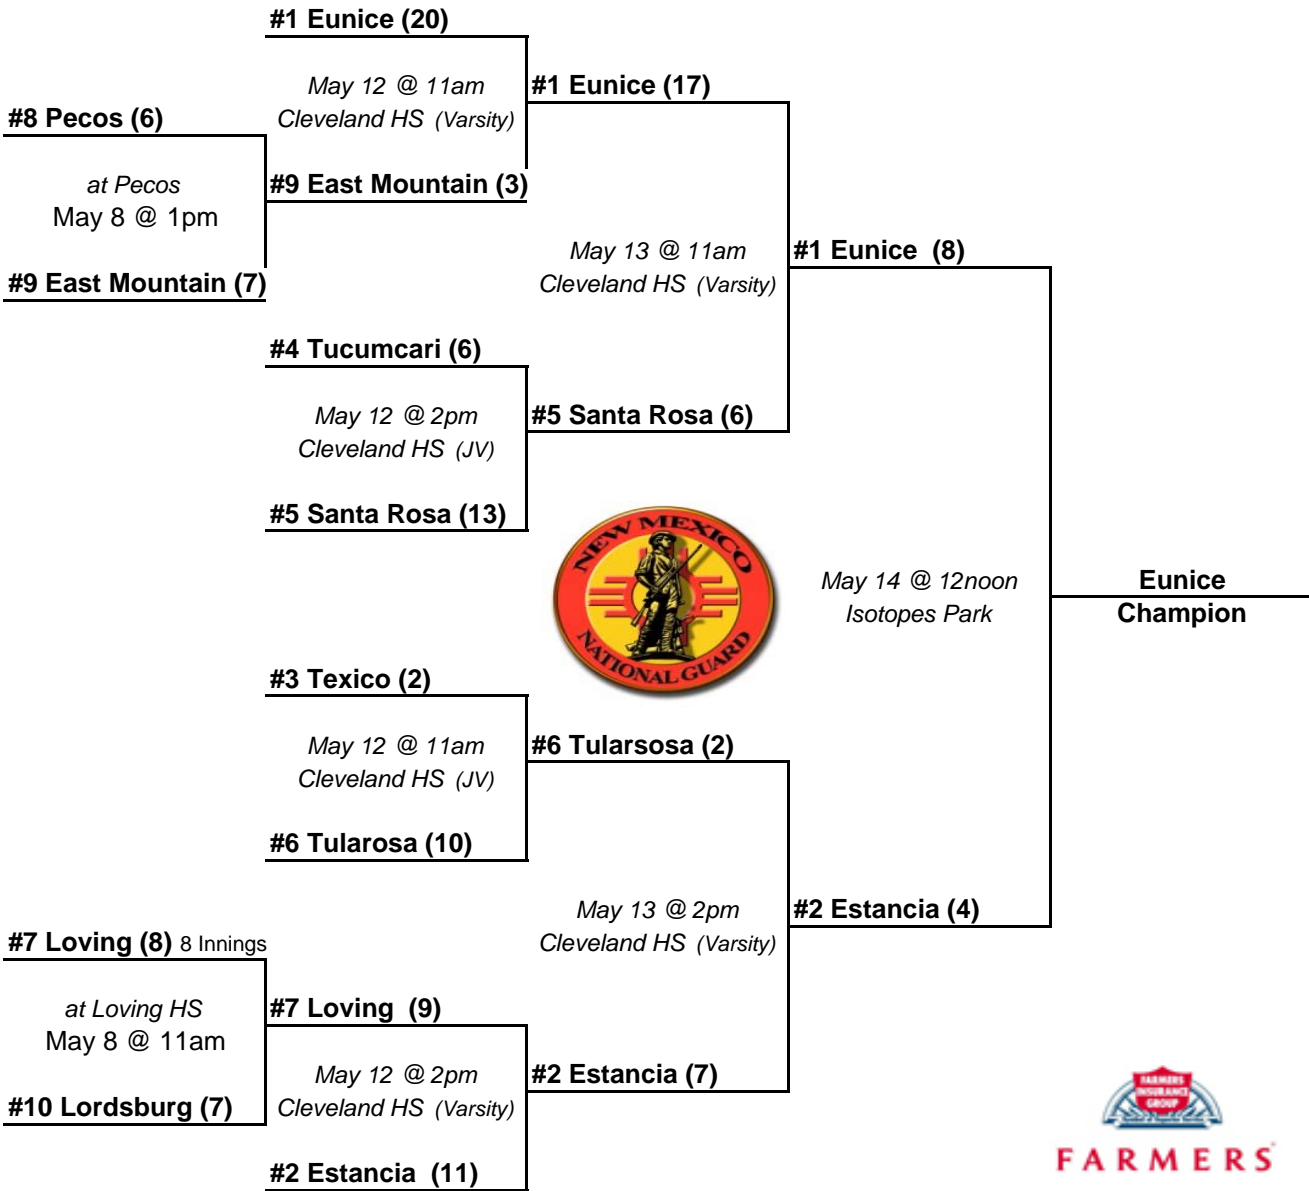 #1 Eunice (20)
May 12 @ 11am
Cleveland HS (Varsity)
#1 Eunice (17)
#8 Pecos (6)
at Pecos
May 8 @ 1pm
#9 East Mountain (3)
#9 East Mountain (7)
May 13 @ 11am
Cleveland HS (Varsity)
#1 Eunice (8)
#4 Tucumcari (6)
May 12 @ 2pm
Cleveland HS (JV)
#5 Santa Rosa (6)
#5 Santa Rosa (13)
NEW MEXICO
NATIONAL GUARD
May 14 @ 12noon
Isotopes Park
Eunice
Champion
#3 Texico (2)
May 12 @ 11am
Cleveland HS (JV)
#6 Tularsosa (2)
#6 Tularosa (10)
May 13 @ 2pm
Cleveland HS (Varsity)
#2 Estancia (4)
#7 Loving (8) 8 Innings
at Loving HS
May 8 @ 11am
#7 Loving (9)
#10 Lordsburg (7)
May 12 @ 2pm
Cleveland HS (Varsity)
#2 Estancia (7)
#2 Estancia (11)
FARMERS
INSURANCE
GROUP
FARMERS